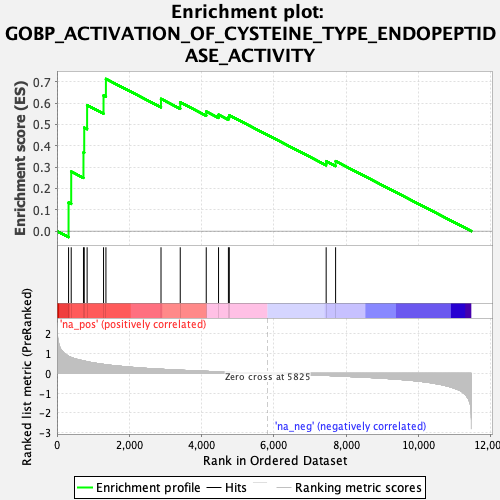 Enrichment plot:
GOBP_ACTIVATION_OF_CYSTEINE_TYPE_ENDOPEPTID
ASE_ACTIVITY
Enrichment score (ES)
0.7
0.6
0.5
0.4
0.3
0.2
0.1
0.0
'na_pos' (positively correlated)
Ranked list metric (PreRanked)
2
1
0
-1
-2
-3
Zero cross at 5825
'na_neg' (negatively correlated)
0
2,000
4,000
6,000
8,000
10,000
12,000
Rank in Ordered Dataset
Enrichment profile
Hits
Ranking metric scores